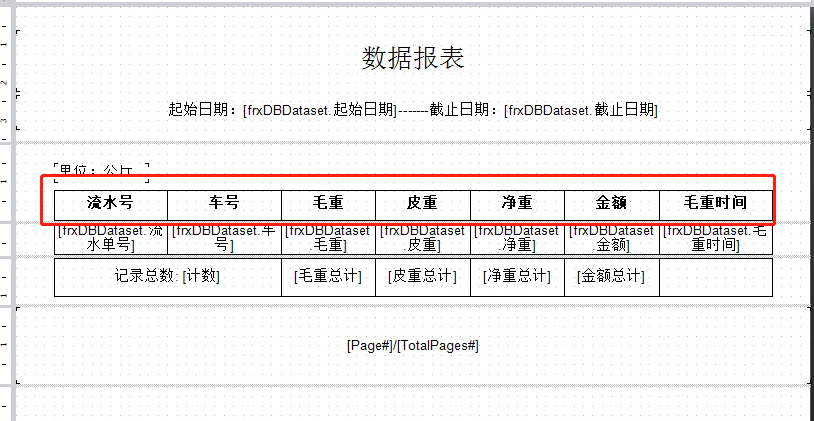 数据报表
起始日期：[frxDBDataset.起始日期]-------截止日期：[frxDBDataset.截止日期]
单位：公斤
流水号 车号 毛重 皮重 净重 金额 毛重时间
[frxDBDataset.流水单号] [frxDBDataset.车号] [frxDBDataset.毛重] [frxDBDataset.皮重] [frxDBDataset.净重] [frxDBDataset.金额] [frxDBDataset.毛重时间]
记录总数: [计数] [毛重总计] [皮重总计] [净重总计] [金额总计]
[Page#]/[TotalPages#]